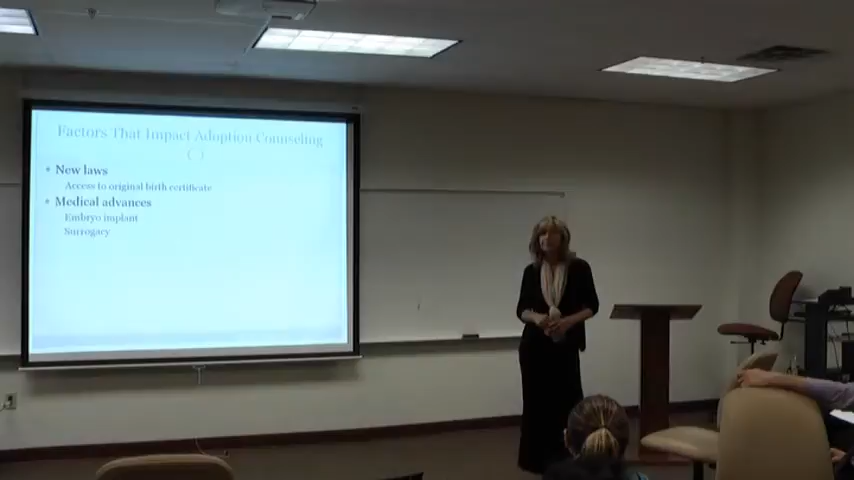 Factors That Impact Adoption Counseling
New laws
Access to original birth certificate
Medical advances
Embryo implant
Surrogacy